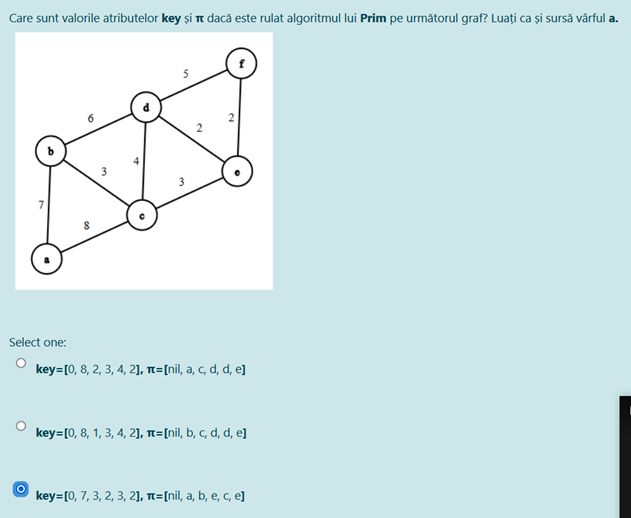 Care sunt valorile atributelor key și π dacă este rulat algoritmul lui Prim pe următorul graf? Luați ca și sursă vârful a.
f
5
d
6
2
2
b
4
3
e
3
7
c
8
a
Select one:
key=[0, 8, 2, 3, 4, 2], π=[nil, a, c, d, d, e]
key=[0, 8, 1, 3, 4, 2], π=[nil, b, c, d, d, e]
key=[0, 7, 3, 2, 3, 2], π=[nil, a, b, e, c, e]